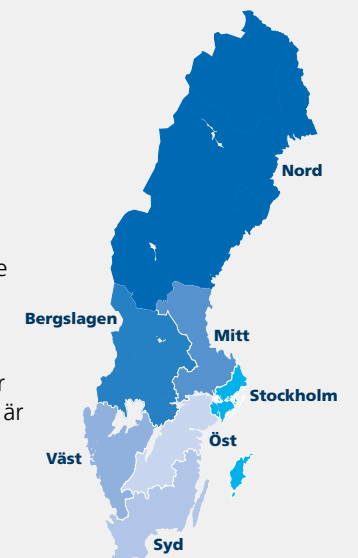 Nord
e
Bergslagen
Mitt
r
Stockholm
är
Öst
Väst
Syd